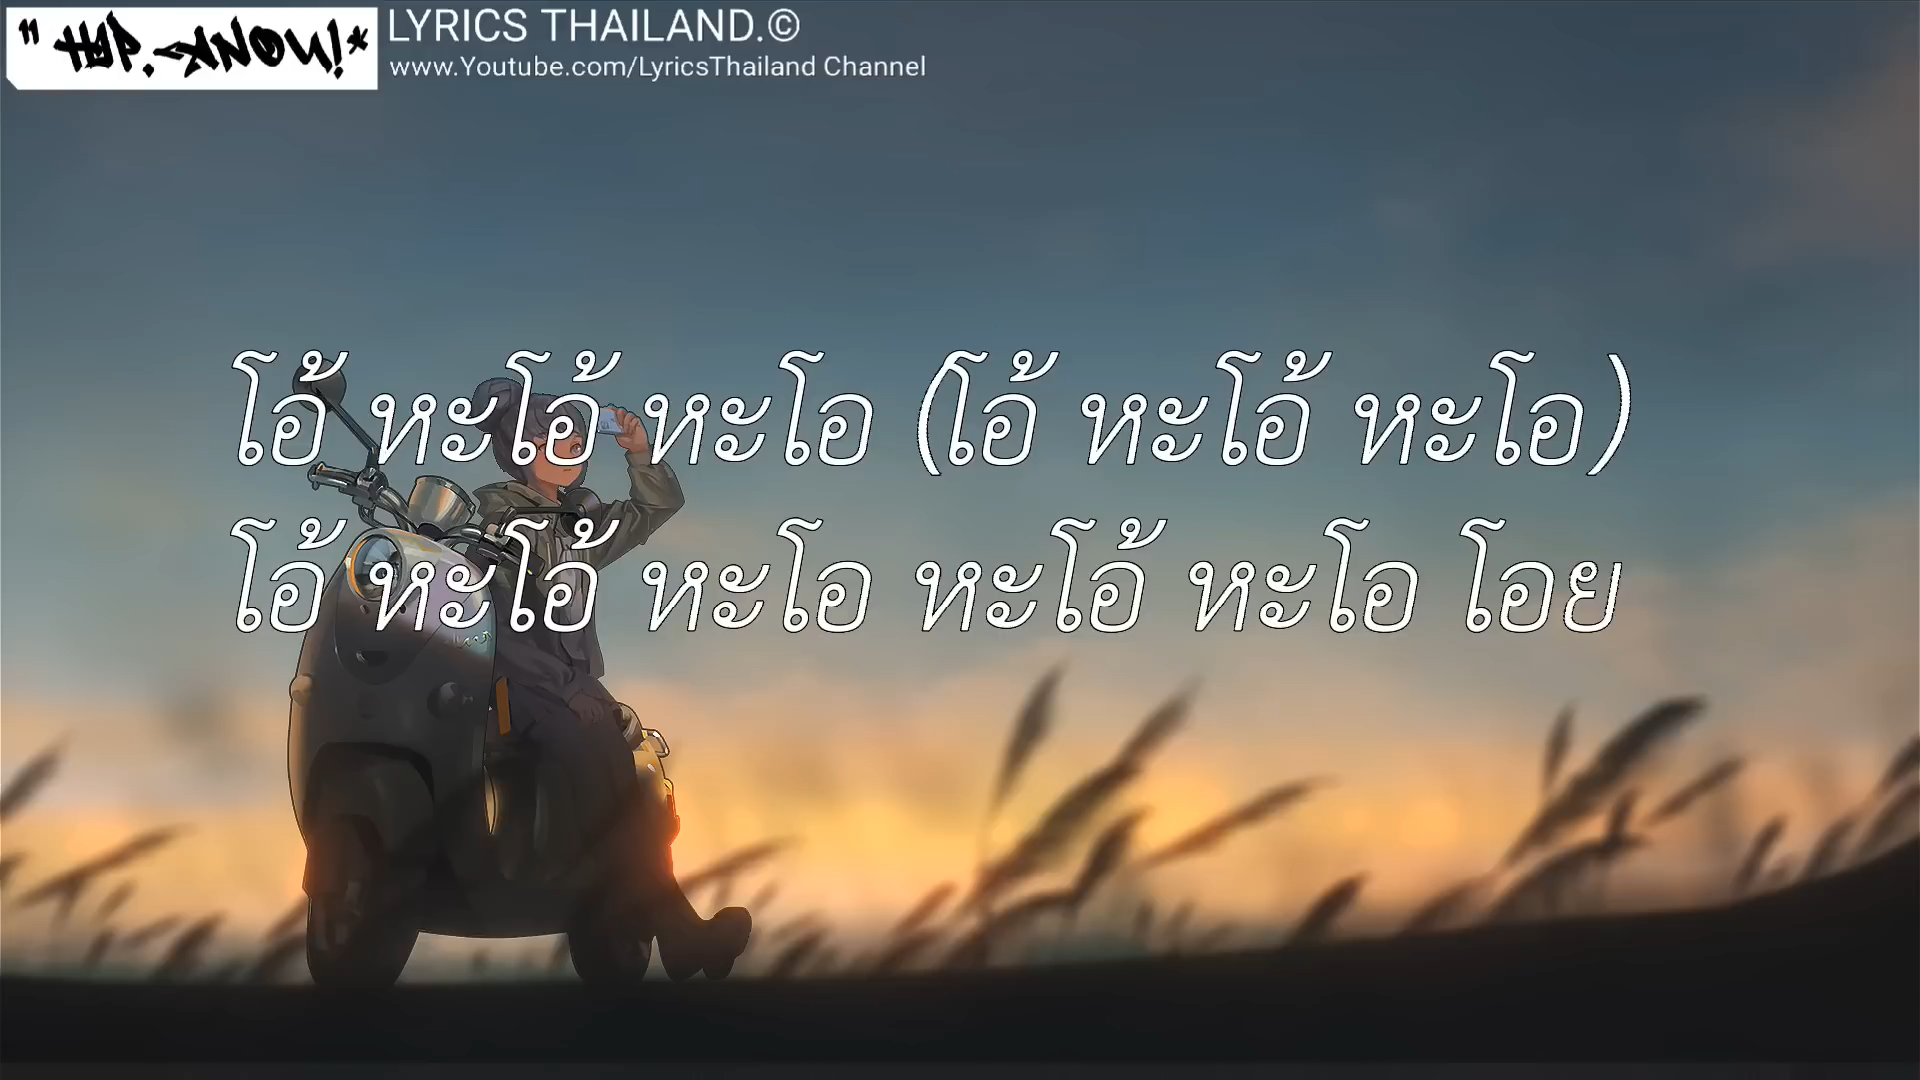 LYRICS THAILAND.©
www.Youtube.com/LyricsThailand Channel
โอ้ หะโอ้ หะโอ (โอ้ หะโอ้ หะโอ)
โอ้ หะโอ้ หะโอ หะโอ้ หะโอ โอย